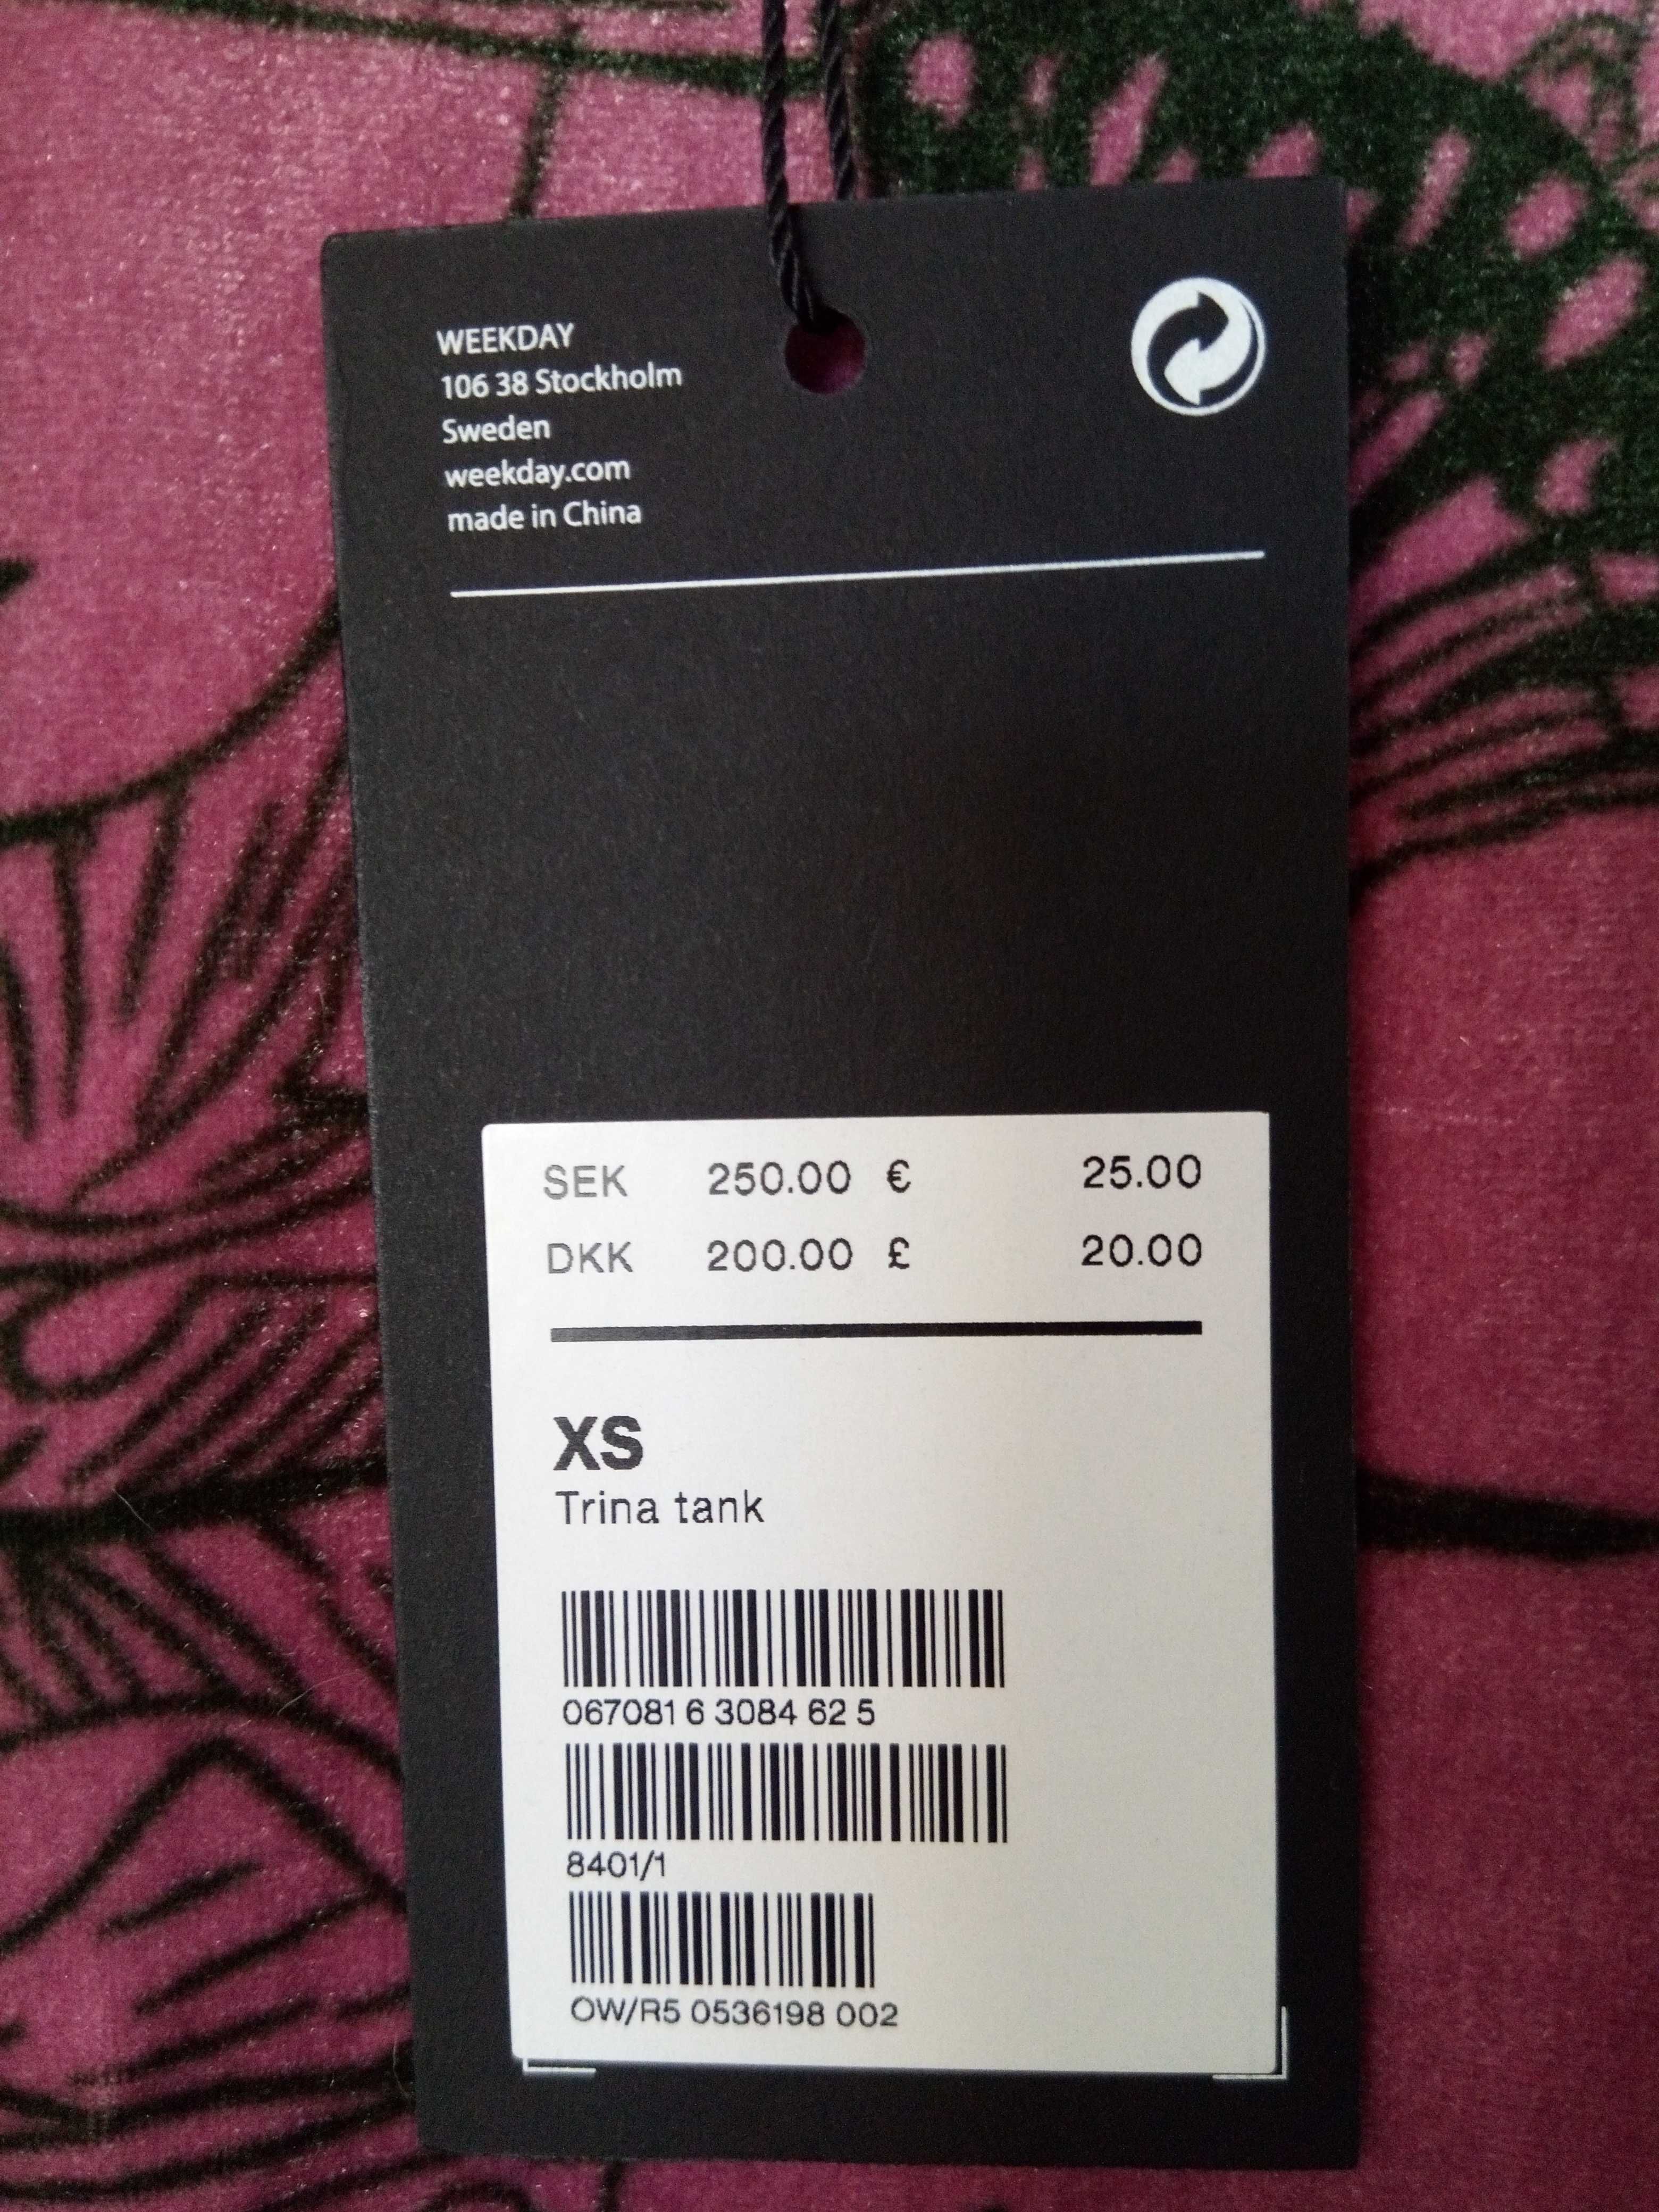 WEEKDAY
106 38 Stockholm
Sweden
weekday.com
made in China
SEK 250.00 € 25.00
DKK 200.00 £ 20.00
XS
Trina tank
067081 6 3084 62 5
8401/1
OW/R5 0536198 002